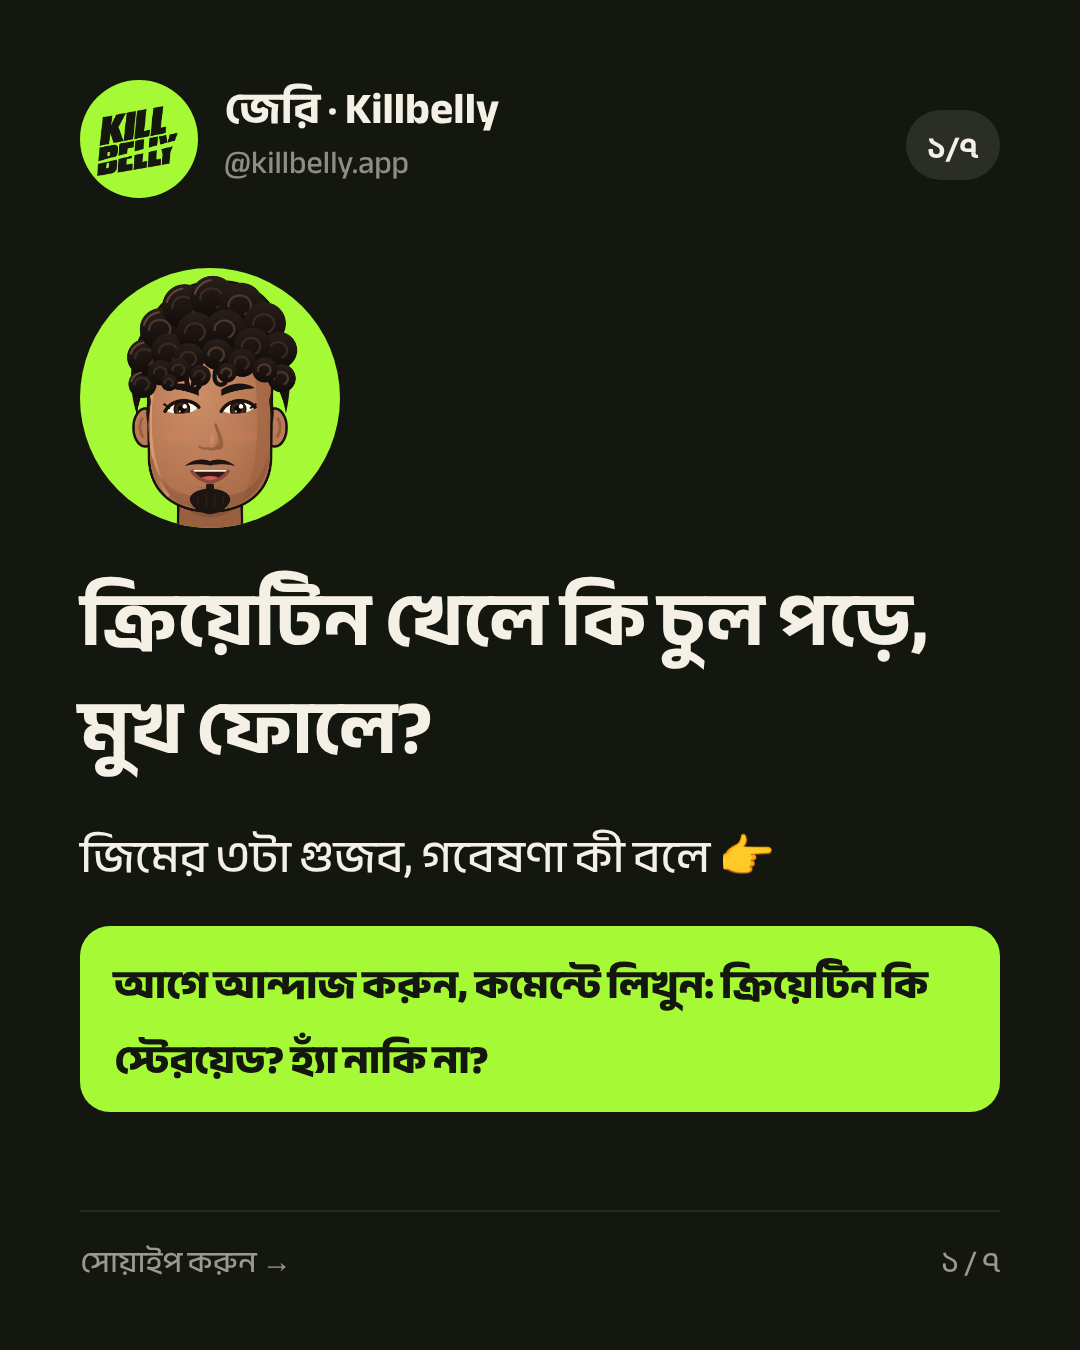 KILL
BELLY
BELLY
জেরি · Killbelly
@killbelly.app
১/৭
ক্রিয়েটিন খেলে কি চুল পড়ে,
মুখ ফোলে?
জিমের ৩টা গুজব, গবেষণা কী বলে 👉
আগে আন্দাজ করুন, কমেন্টে লিখুন: ক্রিয়েটিন কি
স্টেরয়েড? হ্যাঁ নাকি না?
সোয়াইপ করুন →
১ / ৭